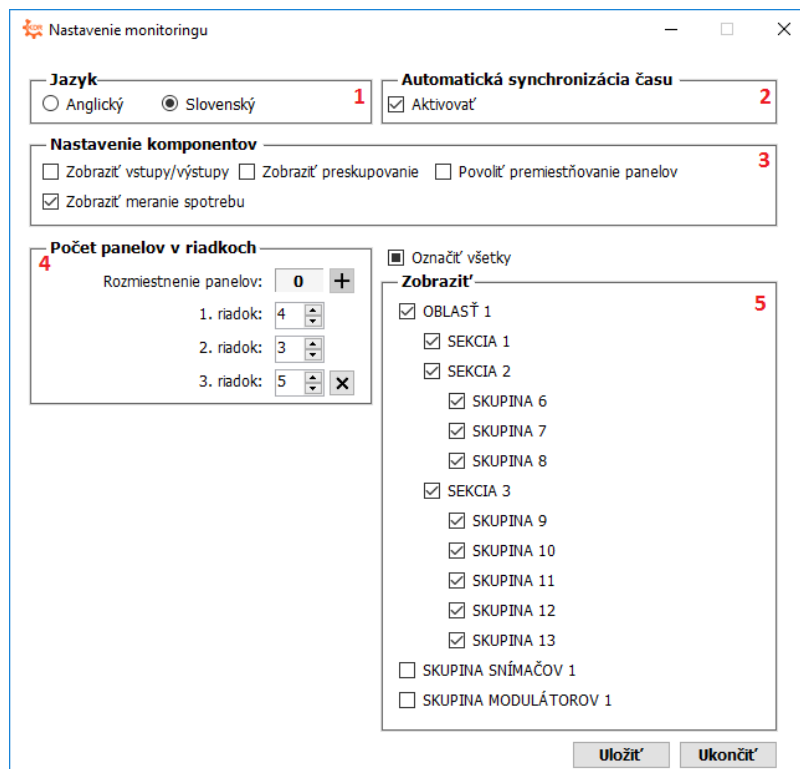 KOR
Nastavenie monitoringu
Jazyk
Anglický Slovenský 1
Automatická synchronizácia času
Aktivovať 2
Nastavenie komponentov
Zobraziť vstupy/výstupy Zobraziť preskupovanie Povoliť premiestňovanie panelov 3
Zobraziť meranie spotrebu
Počet panelov v riadkoch
4
Rozmiestnenie panelov: 0 +
1. riadok: 4
2. riadok: 3
3. riadok: 5 x
Označiť všetky
Zobraziť
OBLASŤ 1 5
SEKCIA 1
SEKCIA 2
SKUPINA 6
SKUPINA 7
SKUPINA 8
SEKCIA 3
SKUPINA 9
SKUPINA 10
SKUPINA 11
SKUPINA 12
SKUPINA 13
SKUPINA SNÍMAČOV 1
SKUPINA MODULÁTOROV 1
Uložiť Ukončiť